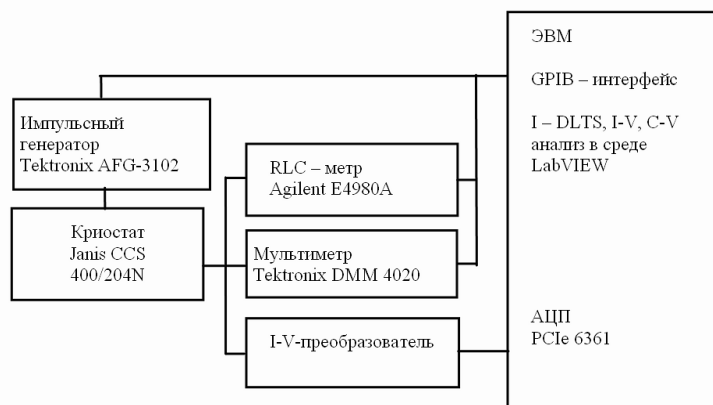 Импульсный
генератор
Tektronix AFG-3102
Криостат
Janis CCS
400/204N
RLC – метр
Agilent E4980A
Мультиметр
Tektronix DMM 4020
I-V-преобразователь
ЭВМ
GPIB – интерфейс
I – DLTS, I-V, C-V
анализ в среде
LabVIEW
АЦП
PCIe 6361